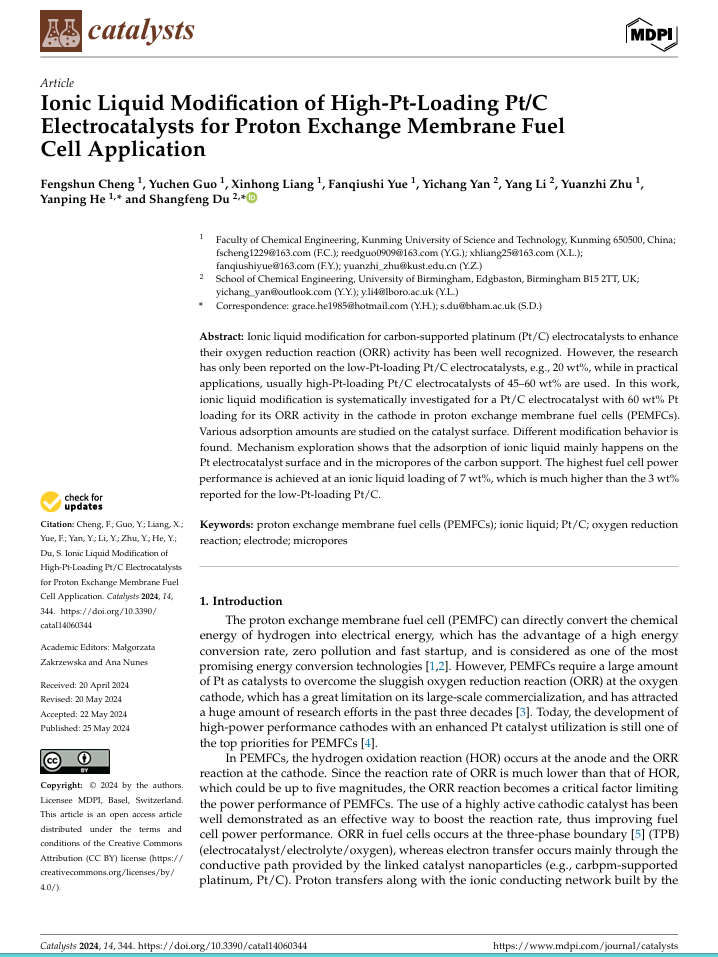 catalysts
MDPI
Article
Ionic Liquid Modification of High-Pt-Loading Pt/C
Electrocatalysts for Proton Exchange Membrane Fuel
Cell Application
Fengshun Cheng 1, Yuchen Guo 1, Xinhong Liang 1, Fanqiushi Yue 1, Yichang Yan 2, Yang Li 2, Yuanzhi Zhu 1,
Yanping He 1,* and Shangfeng Du 2,*
1 Faculty of Chemical Engineering, Kunming University of Science and Technology, Kunming 650500, China;
fscheng1229@163.com (F.C.); reedguo0909@163.com (Y.G.); xhliang25@163.com (X.L.);
fanqiushiyue@163.com (F.Y.); yuanzhi_zhu@kust.edu.cn (Y.Z.)
2 School of Chemical Engineering, University of Birmingham, Edgbaston, Birmingham B15 2TT, UK;
yichang_yan@outlook.com (Y.Y.); y.li4@lboro.ac.uk (Y.L.)
* Correspondence: grace.he1985@hotmail.com (Y.H.); s.du@bham.ac.uk (S.D.)
Abstract: Ionic liquid modification for carbon-supported platinum (Pt/C) electrocatalysts to enhance
their oxygen reduction reaction (ORR) activity has been well recognized. However, the research
has only been reported on the low-Pt-loading Pt/C electrocatalysts, e.g., 20 wt%, while in practical
applications, usually high-Pt-loading Pt/C electrocatalysts of 45–60 wt% are used. In this work,
ionic liquid modification is systematically investigated for a Pt/C electrocatalyst with 60 wt% Pt
loading for its ORR activity in the cathode in proton exchange membrane fuel cells (PEMFCs).
Various adsorption amounts are studied on the catalyst surface. Different modification behavior is
found. Mechanism exploration shows that the adsorption of ionic liquid mainly happens on the
Pt electrocatalyst surface and in the micropores of the carbon support. The highest fuel cell power
performance is achieved at an ionic liquid loading of 7 wt%, which is much higher than the 3 wt%
reported for the low-Pt-loading Pt/C.
Keywords: proton exchange membrane fuel cells (PEMFCs); ionic liquid; Pt/C; oxygen reduction
reaction; electrode; micropores
check for
updates
Citation: Cheng, F.; Guo, Y.; Liang, X.;
Yue, F.; Yan, Y.; Li, Y.; Zhu, Y.; He, Y.;
Du, S. Ionic Liquid Modification of
High-Pt-Loading Pt/C Electrocatalysts
for Proton Exchange Membrane Fuel
Cell Application. Catalysts 2024, 14,
344. https://doi.org/10.3390/
catal14060344
Academic Editors: Małgorzata
Zakrzewska and Ana Nunes
Received: 20 April 2024
Revised: 20 May 2024
Accepted: 22 May 2024
Published: 25 May 2024
CC BY
Copyright: © 2024 by the authors.
Licensee MDPI, Basel, Switzerland.
This article is an open access article
distributed under the terms and
conditions of the Creative Commons
Attribution (CC BY) license (https://
creativecommons.org/licenses/by/
4.0/).
1. Introduction
The proton exchange membrane fuel cell (PEMFC) can directly convert the chemical
energy of hydrogen into electrical energy, which has the advantage of a high energy
conversion rate, zero pollution and fast startup, and is considered as one of the most
promising energy conversion technologies [1,2]. However, PEMFCs require a large amount
of Pt as catalysts to overcome the sluggish oxygen reduction reaction (ORR) at the oxygen
cathode, which has a great limitation on its large-scale commercialization, and has attracted
a huge amount of research efforts in the past three decades [3]. Today, the development of
high-power performance cathodes with an enhanced Pt catalyst utilization is still one of
the top priorities for PEMFCs [4].
In PEMFCs, the hydrogen oxidation reaction (HOR) occurs at the anode and the ORR
reaction at the cathode. Since the reaction rate of ORR is much lower than that of HOR,
which could be up to five magnitudes, the ORR reaction becomes a critical factor limiting
the power performance of PEMFCs. The use of a highly active cathodic catalyst has been
well demonstrated as an effective way to boost the reaction rate, thus improving fuel
cell power performance. ORR in fuel cells occurs at the three-phase boundary [5] (TPB)
(electrocatalyst/electrolyte/oxygen), whereas electron transfer occurs mainly through the
conductive path provided by the linked catalyst nanoparticles (e.g., carbpm-supported
platinum, Pt/C). Proton transfers along with the ionic conducting network built by the
Catalysts 2024, 14, 344. https://doi.org/10.3390/catal14060344
https://www.mdpi.com/journal/catalysts